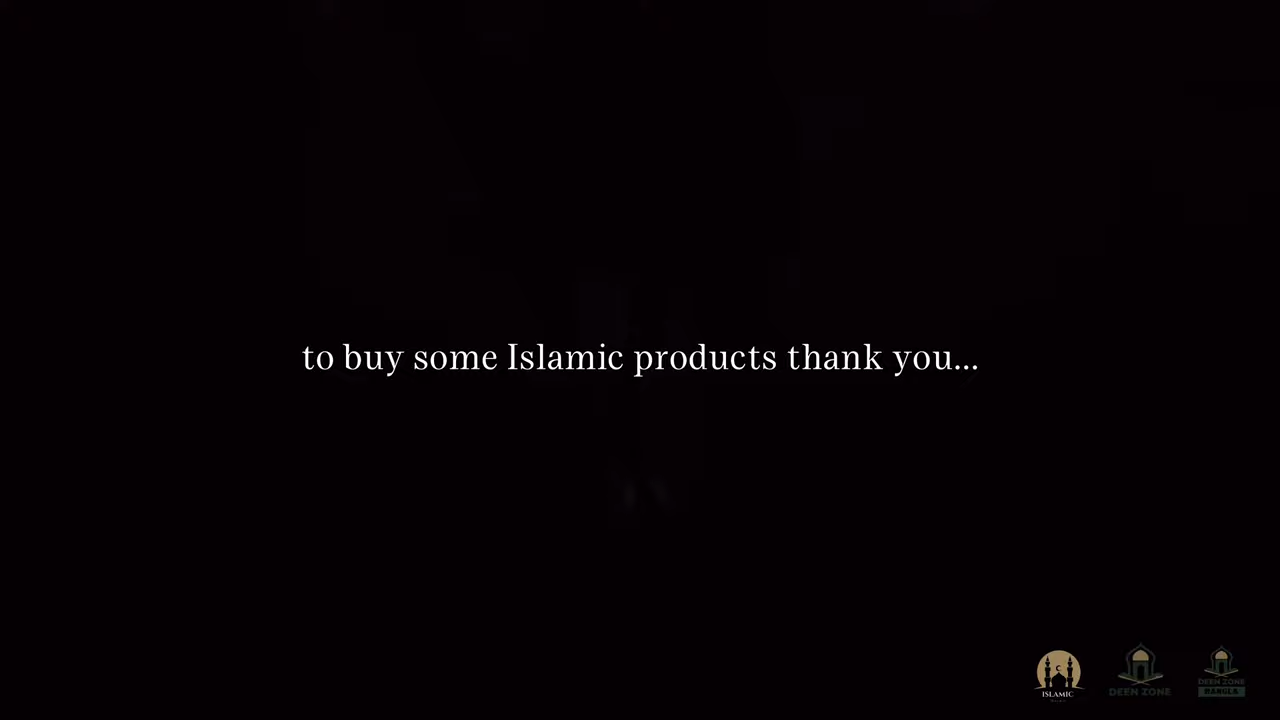 to buy some Islamic products thank you...
ISLAMIC
DEEN ZONE
DEEN ZONE
BANGLA